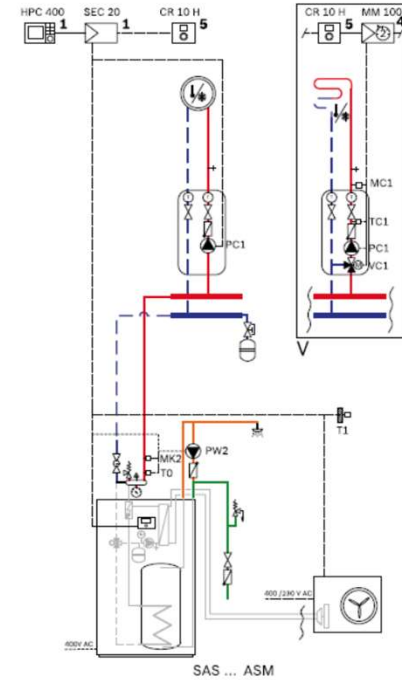 HPC 400 SEC 20 CR 10 H
1 1 5
CR 10 H MM 100
5 4
MC1
TC1
PC1
VC1
PC1
V
T1
MK2
T0
PW2
400 /230 V AC
400V AC
SAS ... ASM